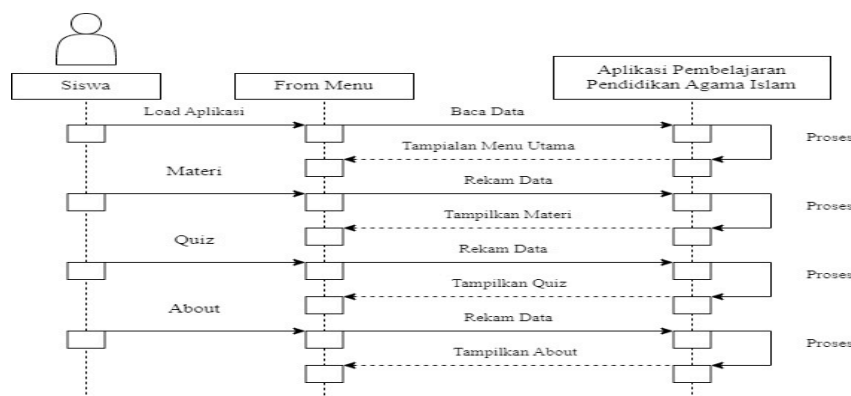 Siswa
From Menu
Aplikasi Pembelajaran
Pendidikan Agama Islam
Load Aplikasi
Baca Data
Proses
Tampialan Menu Utama
Materi
Rekam Data
Proses
Tampilkan Materi
Quiz
Rekam Data
Proses
Tampilkan Quiz
About
Rekam Data
Proses
Tampilkan About